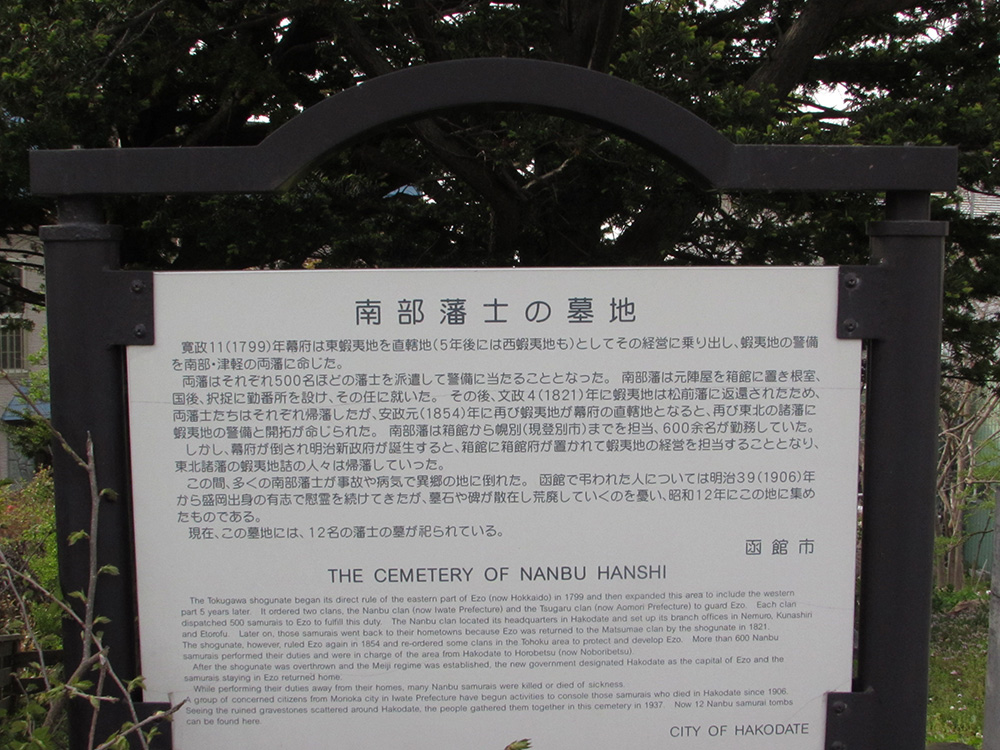 南部藩士の墓地
寛政11(1799)年幕府は東蝦夷地を直轄地(5年後には西蝦夷地も)としてその経営に乗り出し、蝦夷地の警備
を南部・津軽の両藩に命じた。
両藩はそれぞれ500名ほどの藩士を派遣して警備に当たることとなった。 南部藩は元陣屋を箱館に置き根室、
国後、択捉に勤番所を設け、その任に就いた。 その後、文政4(1821)年に蝦夷地は松前藩に返還されたため、
両藩士たちはそれぞれ帰藩したが、安政元(1854)年に再び蝦夷地が幕府の直轄地となると、再び東北の諸藩に
蝦夷地の警備と開拓が命じられた。 南部藩は箱館から幌別(現登別市)までを担当、600余名が勤務していた。
しかし、幕府が倒され明治新政府が誕生すると、箱館に箱館府が置かれて蝦夷地の経営を担当することとなり、
東北諸藩の蝦夷地詰の人々は帰藩していった。
この間、多くの南部藩士が事故や病気で異郷の地に倒れた。 函館で弔われた人については明治39(1906)年
から盛岡出身の有志で慰霊を続けてきたが、墓石や碑が散在し荒廃していくのを憂い、昭和12年にこの地に集め
たものである。
現在、この墓地には、12名の藩士の墓が祀られている。
函館市
THE CEMETERY OF NANBU HANSHI
The Tokugawa shogunate began its direct rule of the eastern part of Ezo (now Hokkaido) in 1799 and then expanded this area to include the western
part 5 years later. It ordered two clans, the Nanbu clan (now Iwate Prefecture) and the Tsugaru clan (now Aomori Prefecture) to guard Ezo. Each clan
dispatched 500 samurais to Ezo to fulfill this duty. The Nanbu clan located its headquarters in Hakodate and set up its branch offices in Nemuro, Kunashiri
and Etorofu. Later on, those samurais went back to their hometowns because Ezo was returned to the Matsumae clan by the shogunate in 1821.
The shogunate, however, ruled Ezo again in 1854 and re-ordered some clans in the Tohoku area to protect and develop Ezo. More than 600 Nanbu
samurais performed their duties and were in charge of the area from Hakodate to Horobetsu (now Noboribetsu).
After the shogunate was overthrown and the Meiji regime was established, the new government designated Hakodate as the capital of Ezo and the
samurais staying in Ezo returned home.
While performing their duties away from their homes, many Nanbu samurais were killed or died of sickness.
A group of concerned citizens from Morioka city in Iwate Prefecture have begun activities to console those samurais who died in Hakodate since 1906.
Seeing the ruined gravestones scattered around Hakodate, the people gathered them together in this cemetery in 1937. Now 12 Nanbu samurai tombs
can be found here.
CITY OF HAKODATE